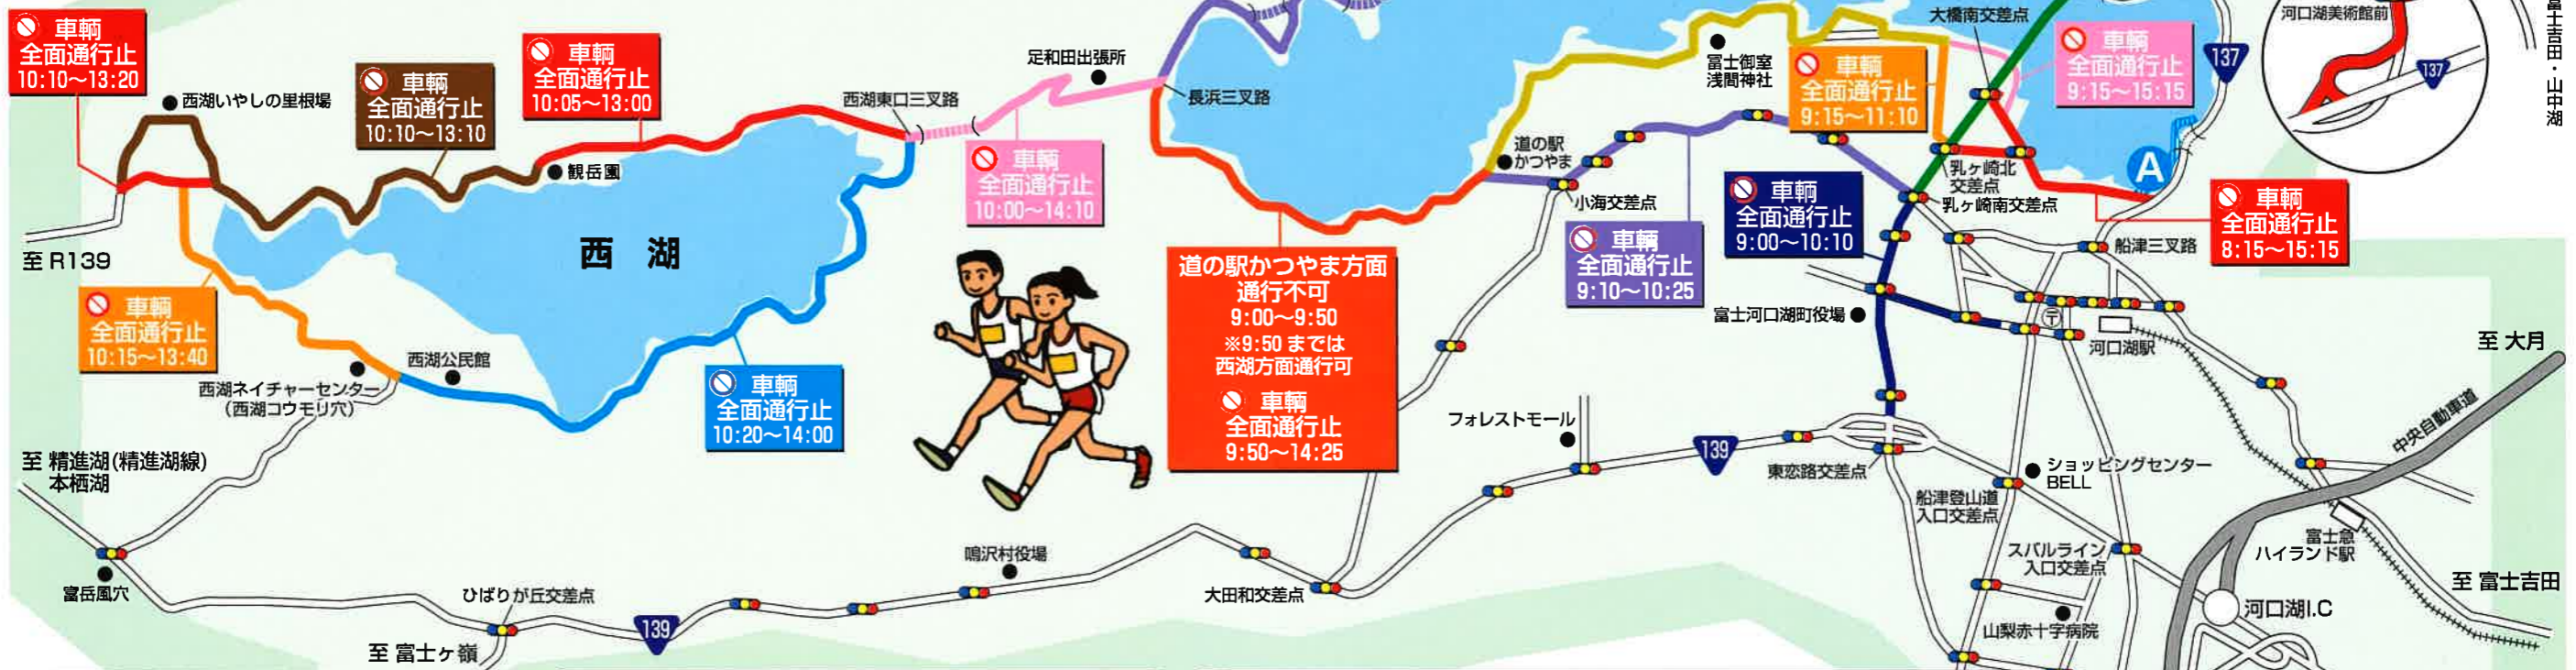 車輌
全面通行止
10:10～13:20
西湖いやしの里根場
車輌
全面通行止
10:10～13:10
車輌
全面通行止
10:05～13:00
観岳園
足和田出張所
西湖東口三叉路
長浜三叉路
車輌
全面通行止
10:00～14:10
大橋南交差点
富士御室
浅間神社
車輌
全面通行止
9:15～11:10
車輌
全面通行止
9:15～15:15
137
河口湖美術館前
137
富士吉田・山中湖
道の駅
かつやま
小海交差点
乳ヶ崎北
交差点
乳ヶ崎南交差点
A
車輌
全面通行止
9:00～10:10
車輌
全面通行止
9:10～10:25
船津三叉路
車輌
全面通行止
8:15～15:15
至 R139
西 湖
車輌
全面通行止
10:15～13:40
西湖ネイチャーセンター
（西湖コウモリ穴）
西湖公民館
車輌
全面通行止
10:20～14:00
道の駅かつやま方面
通行不可
9:00～9:50
※9:50 までは
西湖方面通行可
車輌
全面通行止
9:50～14:25
富士河口湖町役場
〒
河口湖駅
至 大月
中央自動車道
フォレストモール
139
東恋路交差点
ショッピングセンター
BELL
船津登山道
入口交差点
至 精進湖(精進湖線)
本栖湖
富岳風穴
ひばりが丘交差点
139
至 富士ヶ嶺
鳴沢村役場
大田和交差点
スバルライン
入口交差点
富士急
ハイランド駅
至 富士吉田
河口湖I.C
山梨赤十字病院